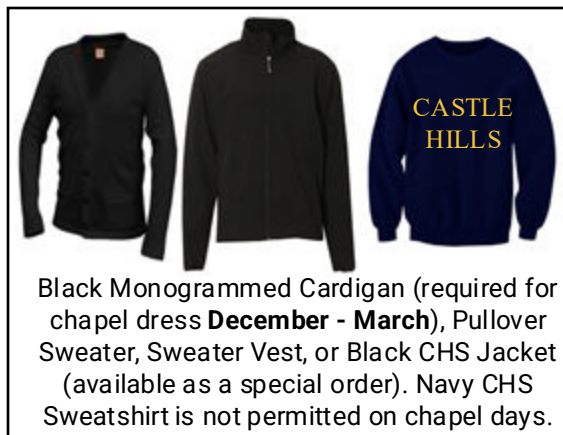 CASTLE
HILLS
Black Monogrammed Cardigan (required for
chapel dress December - March), Pullover
Sweater, Sweater Vest, or Black CHS Jacket
(available as a special order). Navy CHS
Sweatshirt is not permitted on chapel days.